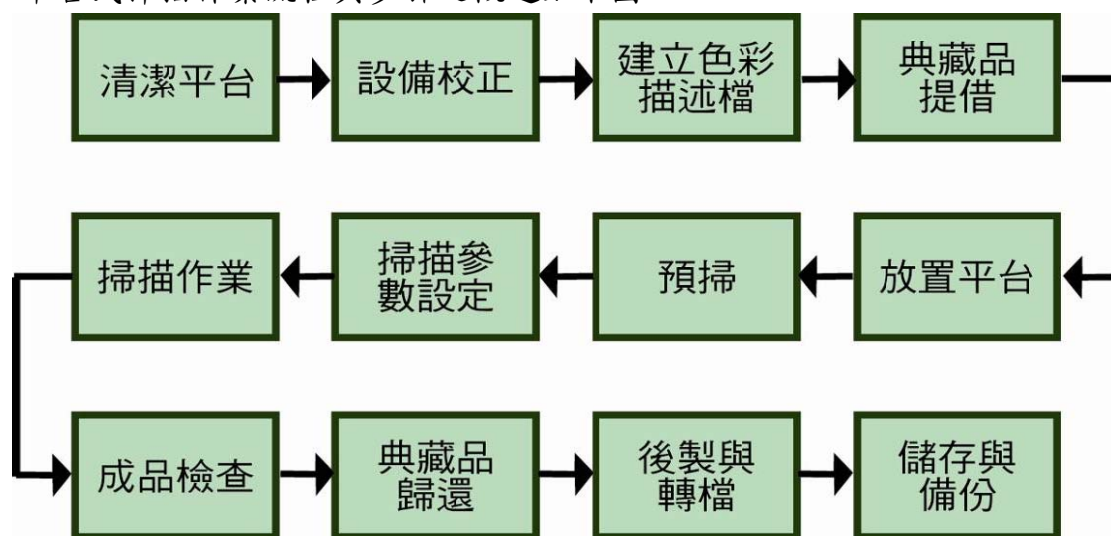 清潔平台
設備校正
建立色彩
描述檔
典藏品
提借
放置平台
預掃
掃描參
數設定
掃描作業
成品檢查
典藏品
歸還
後製與
轉檔
儲存與
備份